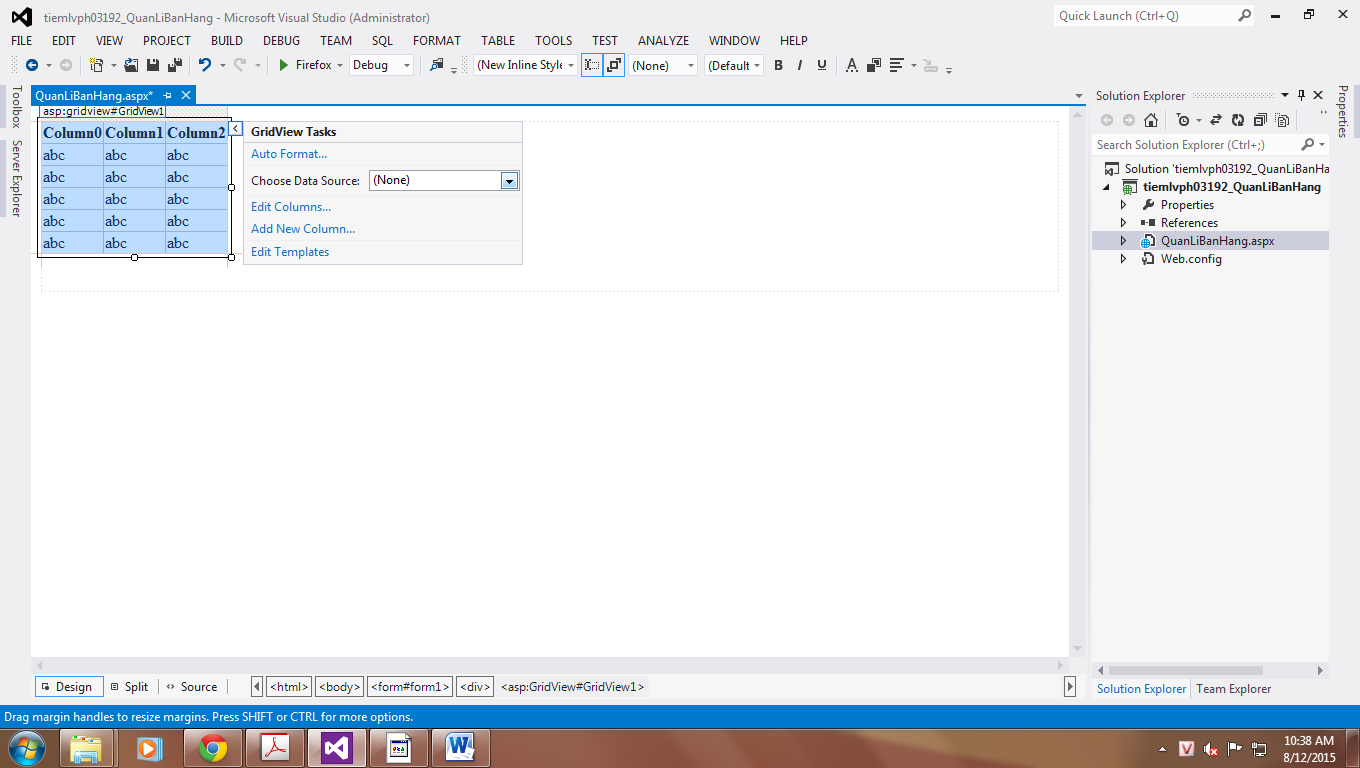 tiemlvph03192_QuanLiBanHang - Microsoft Visual Studio (Administrator)
Quick Launch (Ctrl+Q)
FILE EDIT VIEW PROJECT BUILD DEBUG TEAM SQL FORMAT TABLE TOOLS TEST ANALYZE WINDOW HELP
Firefox Debug (New Inline Style (None) (Default B I U A
Toolbox
Server Explorer
QuanLiBanHang.aspx*
asp:gridview#GridView1
Column0 Column1 Column2
abc abc abc
abc abc abc
abc abc abc
abc abc abc
abc abc abc
GridView Tasks
Auto Format...
Choose Data Source: (None)
Edit Columns...
Add New Column...
Edit Templates
Solution Explorer
Search Solution Explorer (Ctrl+;)
Solution 'tiemlvph03192_QuanLiBanHa
tiemlvph03192_QuanLiBanHang
Properties
References
QuanLiBanHang.aspx
Web.config
Properties
Design Split Source <html> <body> <form#form1> <div> <asp:GridView#GridView1>
Solution Explorer Team Explorer
Drag margin handles to resize margins. Press SHIFT or CTRL for more options.
10:38 AM
8/12/2015